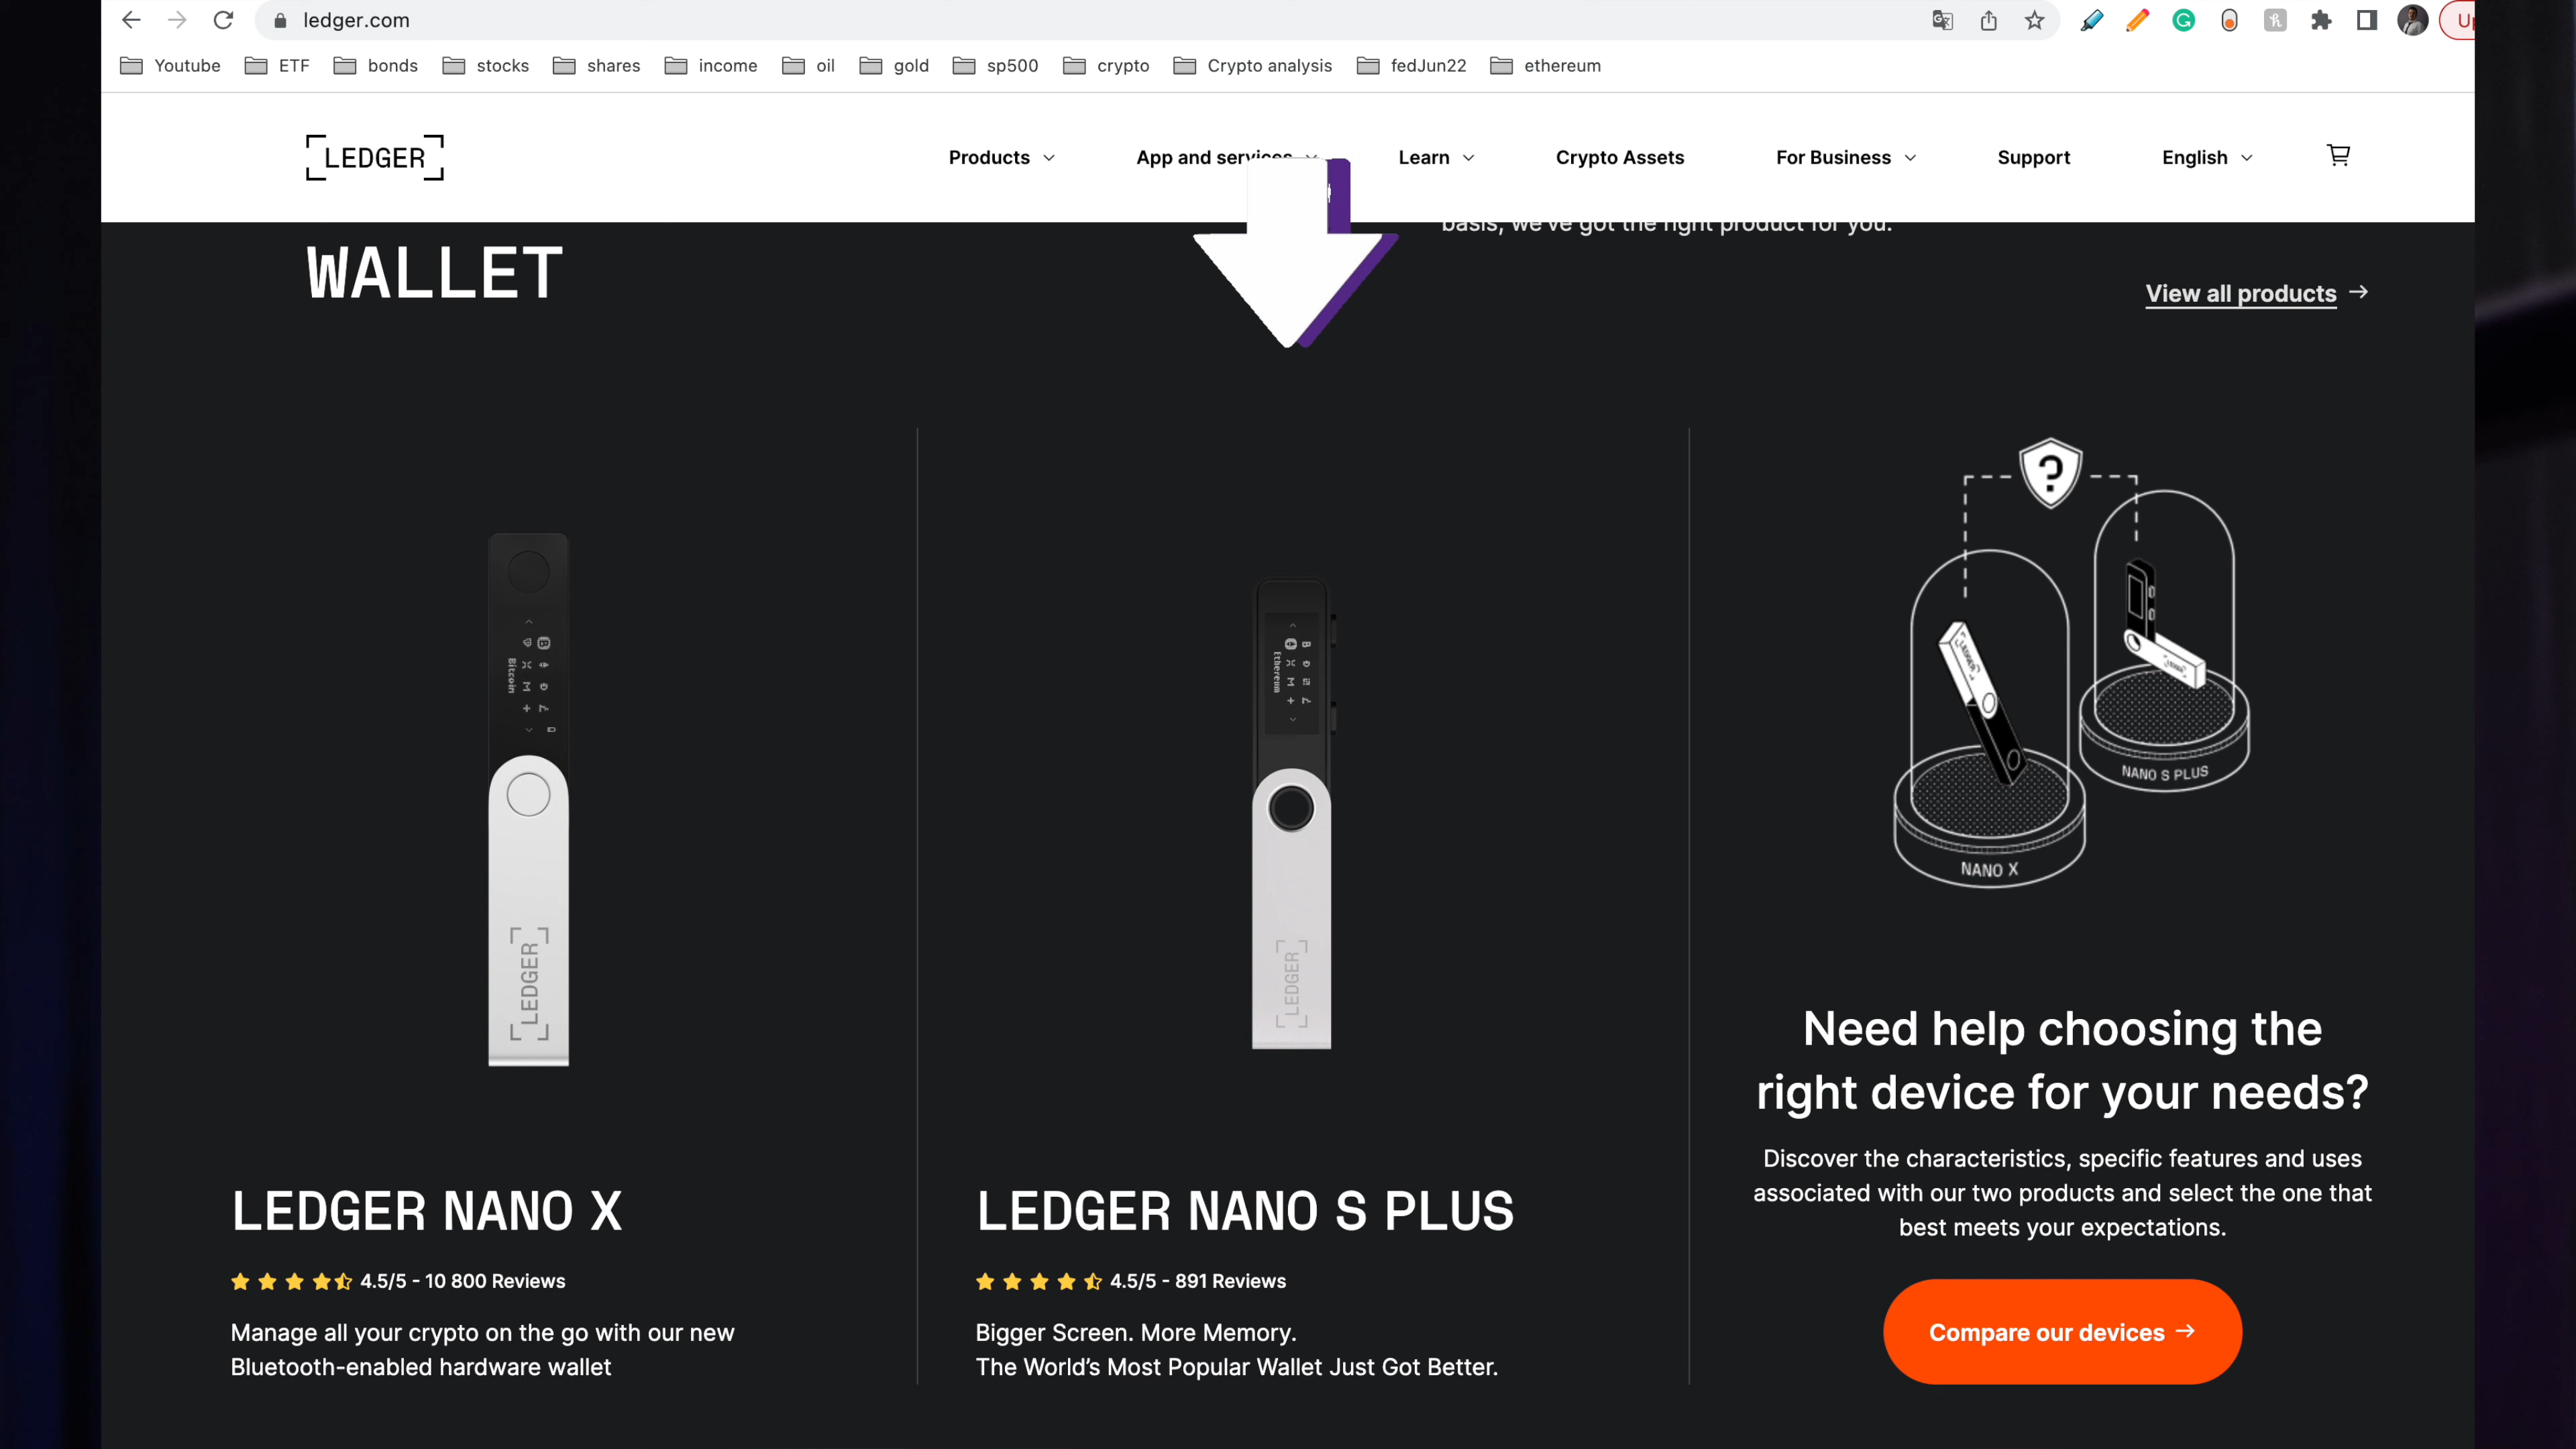 ledger.com
Youtube ETF bonds stocks shares income oil gold sp500 crypto Crypto analysis fedJun22 ethereum
LEDGER
Products App and services Learn Crypto Assets For Business Support English
basis, we've got the right product for you.
WALLET
View all products →
Bitcoin
LEDGER
Ethereum
LEDGER
?
NANO S PLUS
NANO X
LEDGER NANO X
4.5/5 - 10 800 Reviews
Manage all your crypto on the go with our new
Bluetooth-enabled hardware wallet
LEDGER NANO S PLUS
4.5/5 - 891 Reviews
Bigger Screen. More Memory.
The World's Most Popular Wallet Just Got Better.
Need help choosing the
right device for your needs?
Discover the characteristics, specific features and uses
associated with our two products and select the one that
best meets your expectations.
Compare our devices →